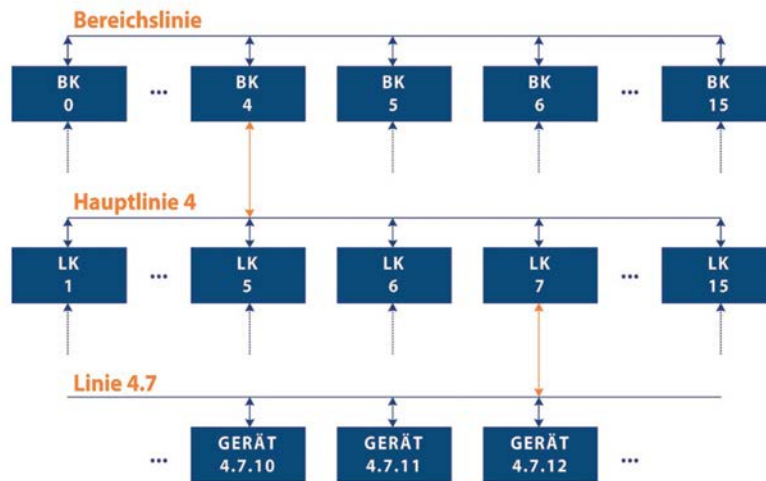 Bereichslinie
BK ... BK BK BK ... BK
0 4 5 6 15
Hauptlinie 4
LK ... LK LK LK ... LK
1 5 6 7 15
Linie 4.7
... GERÄT GERÄT GERÄT ...
4.7.10 4.7.11 4.7.12